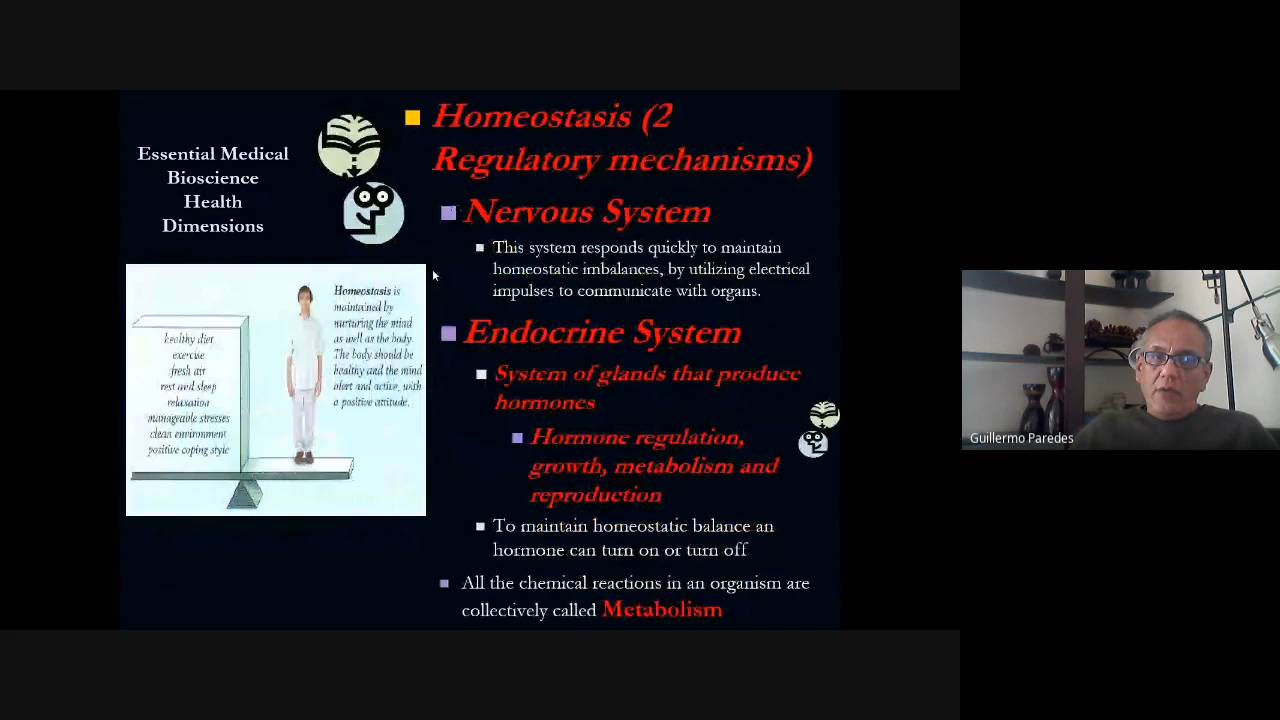 Essential Medical
Bioscience
Health
Dimensions
Homeostasis (2
Regulatory mechanisms)
Nervous System
This system responds quickly to maintain
homeostatic imbalances, by utilizing electrical
impulses to communicate with organs.
Endocrine System
System of glands that produce
hormones
Hormone regulation,
growth, metabolism and
reproduction
To maintain homeostatic balance an
hormone can turn on or turn off
All the chemical reactions in an organism are
collectively called Metabolism
healthy diet
exercise
fresh air
rest and sleep
relaxation
manageable stresses
clean environment
positive coping style
Homeostasis is
maintained by
nurturing the mind
as well as the body.
The body should be
healthy and the mind
alert and active, with
a positive attitude.
Guillermo Paredes